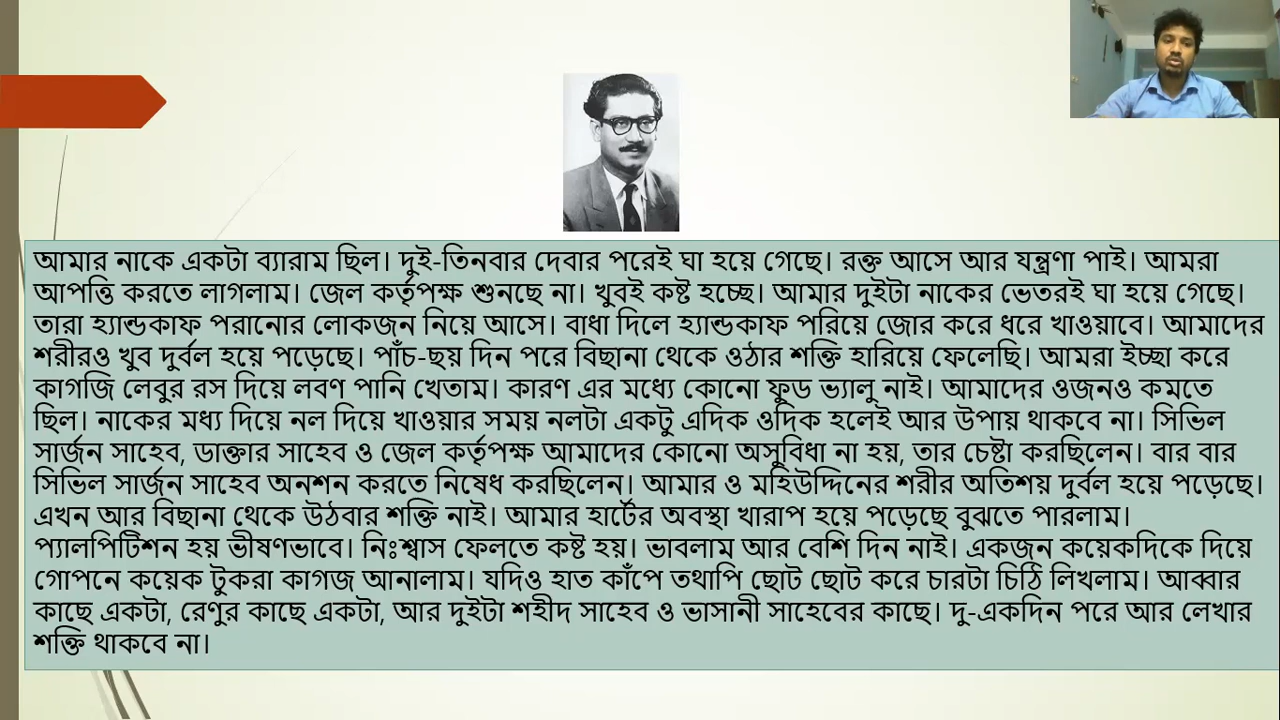 আমার নাকে একটা ব্যারাম ছিল। দুই-তিনবার দেবার পরেই ঘা হয়ে গেছে। রক্ত আসে আর যন্ত্রণা পাই। আমরা
আপত্তি করতে লাগলাম। জেল কর্তৃপক্ষ শুনছে না। খুবই কষ্ট হচ্ছে। আমার দুইটা নাকের ভেতরই ঘা হয়ে গেছে।
তারা হ্যান্ডকাফ পরানোর লোকজন নিয়ে আসে। বাধা দিলে হ্যান্ডকাফ পরিয়ে জোর করে ধরে খাওয়াবে। আমাদের
শরীরও খুব দুর্বল হয়ে পড়েছে। পাঁচ-ছয় দিন পরে বিছানা থেকে ওঠার শক্তি হারিয়ে ফেলেছি। আমরা ইচ্ছা করে
কাগজি লেবুর রস দিয়ে লবণ পানি খেতাম। কারণ এর মধ্যে কোনো ফুড ভ্যালু নাই। আমাদের ওজনও কমতে
ছিল। নাকের মধ্য দিয়ে নল দিয়ে খাওয়ার সময় নলটা একটু এদিক ওদিক হলেই আর উপায় থাকবে না। সিভিল
সার্জন সাহেব, ডাক্তার সাহেব ও জেল কর্তৃপক্ষ আমাদের কোনো অসুবিধা না হয়, তার চেষ্টা করছিলেন। বার বার
সিভিল সার্জন সাহেব অনশন করতে নিষেধ করছিলেন। আমার ও মহিউদ্দিনের শরীর অতিশয় দুর্বল হয়ে পড়েছে।
এখন আর বিছানা থেকে উঠবার শক্তি নাই। আমার হার্টের অবস্থা খারাপ হয়ে পড়েছে বুঝতে পারলাম।
প্যালপিটিশন হয় ভীষণভাবে। নিঃশ্বাস ফেলতে কষ্ট হয়। ভাবলাম আর বেশি দিন নাই। একজন কয়েকদিকে দিয়ে
গোপনে কয়েক টুকরা কাগজ আনালাম। যদিও হাত কাঁপে তথাপি ছোট ছোট করে চারটা চিঠি লিখলাম। আব্বার
কাছে একটা, রেণুর কাছে একটা, আর দুইটা শহীদ সাহেব ও ভাসানী সাহেবের কাছে। দু-একদিন পরে আর লেখার
শক্তি থাকবে না।